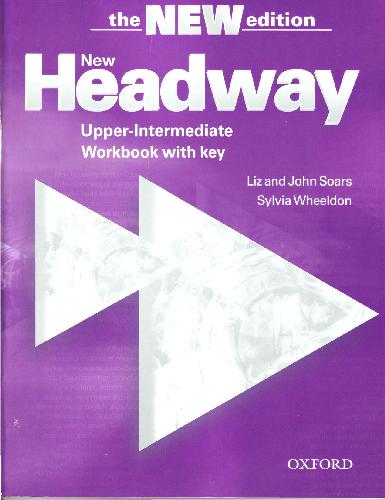 the NEW edition
New
Headway
Upper-Intermediate
Workbook with key
Liz and John Soars
Sylvia Wheeldon
OXFORD